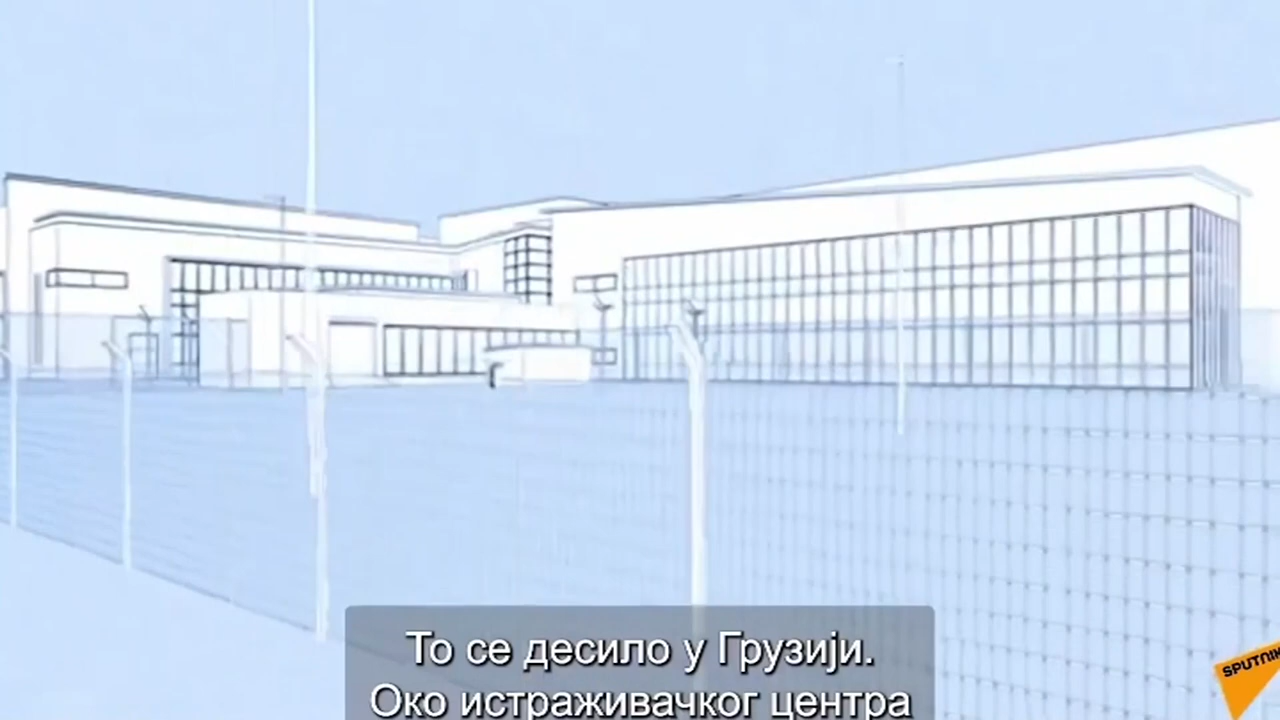 То се десило у Грузији.
Око истраживачког центра
SPUTNIK